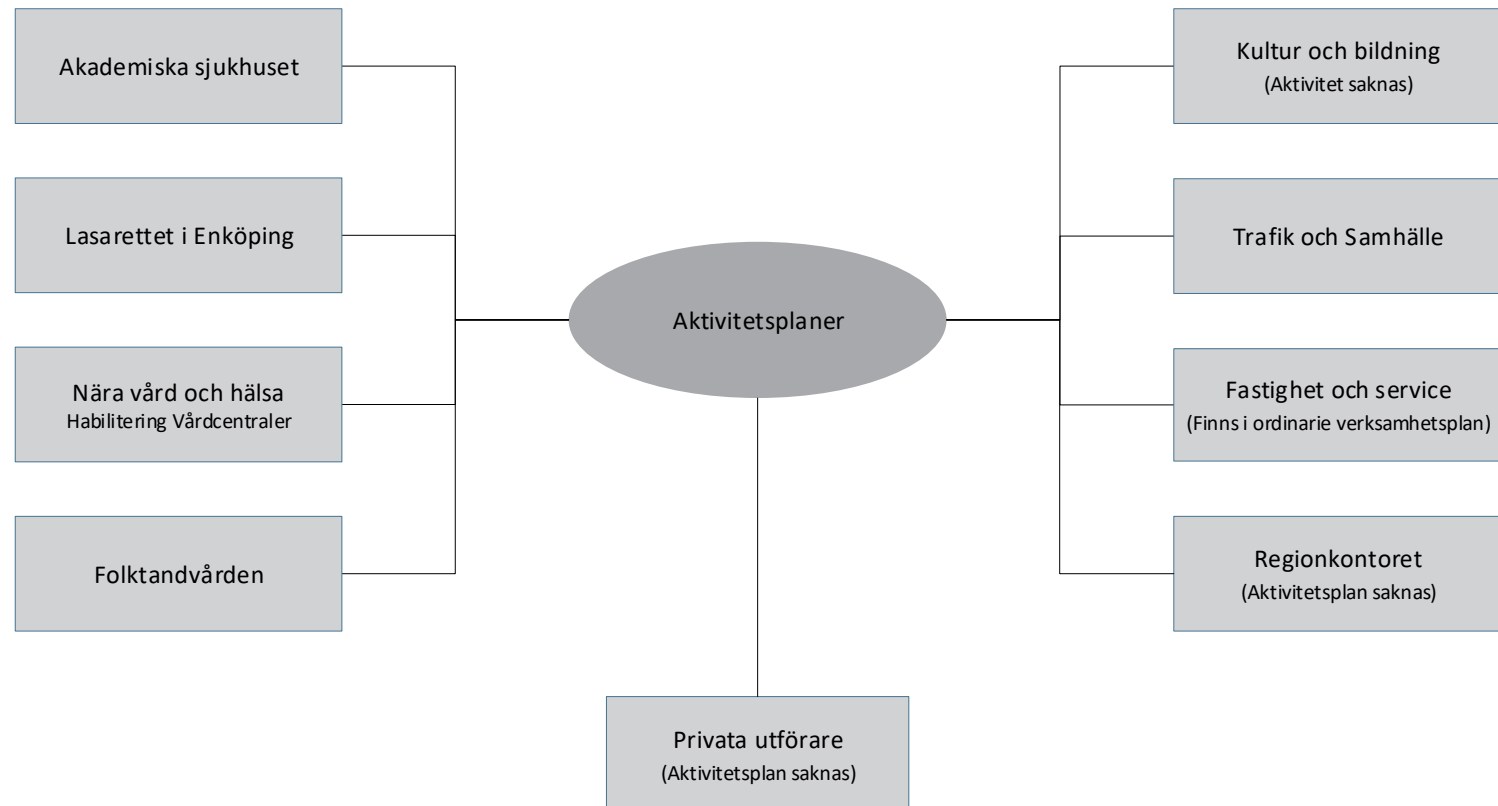 Akademiska sjukhuset
Lasarettet i Enköping
Nära vård och hälsa
Habilitering Vårdcentraler
Folktandvården
Aktivitetsplaner
Privata utförare
(Aktivitetsplan saknas)
Kultur och bildning
(Aktivitet saknas)
Trafik och Samhälle
Fastighet och service
(Finns i ordinarie verksamhetsplan)
Regionkontoret
(Aktivitetsplan saknas)